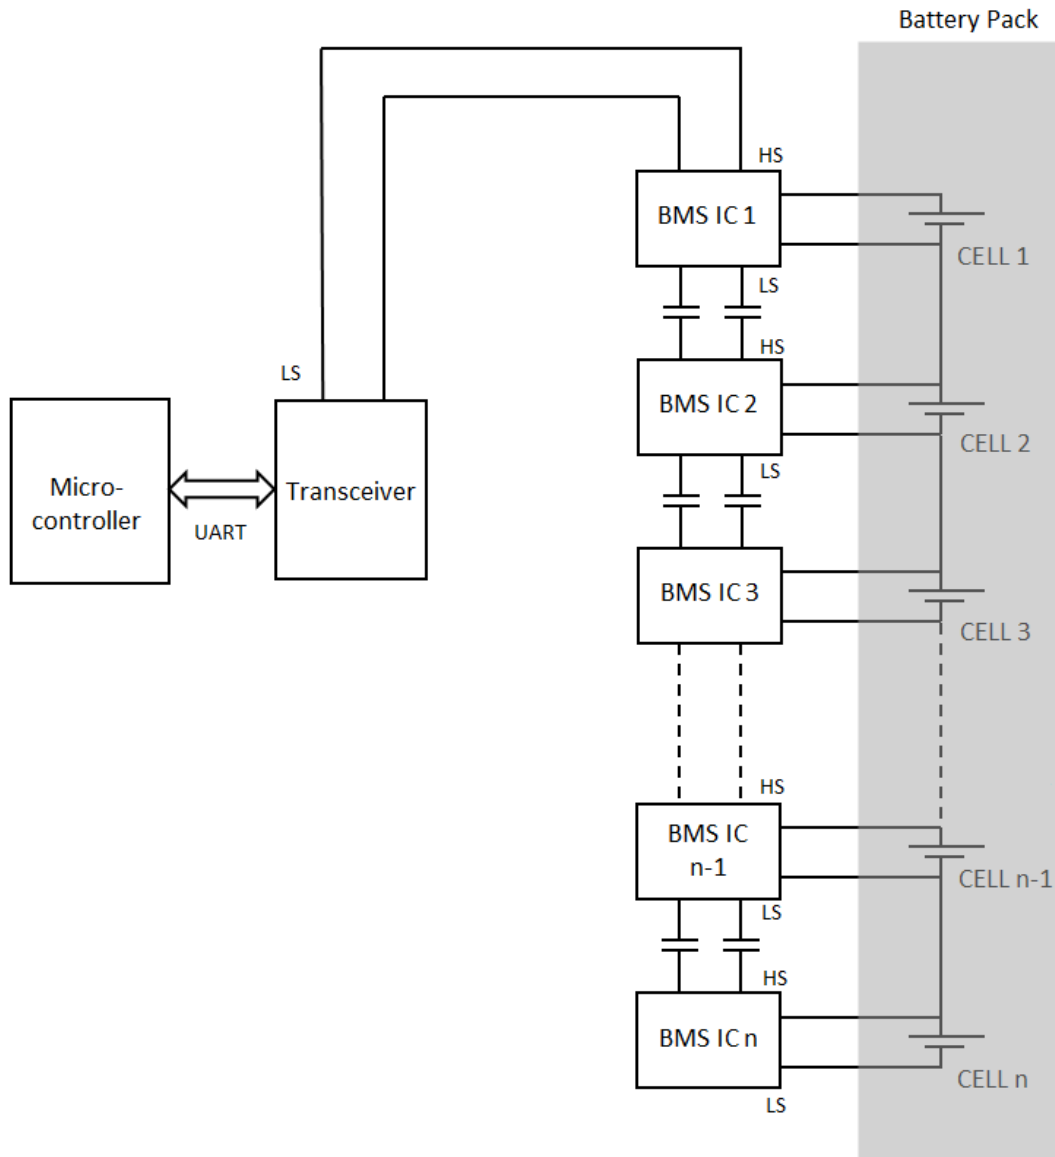 Battery Pack
HS
BMS IC 1
CELL 1
LS
HS
LS
BMS IC 2
CELL 2
LS
Micro-
controller
UART
Transceiver
BMS IC 3
CELL 3
HS
BMS IC
n-1
CELL n-1
LS
HS
BMS IC n
CELL n
LS